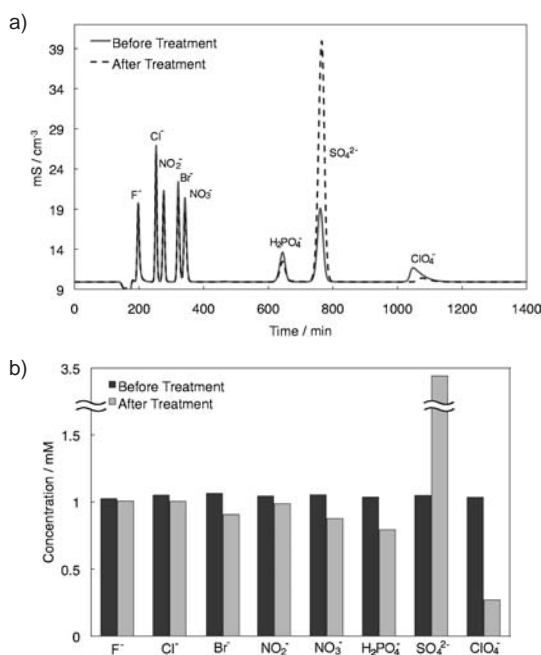 a)
Before Treatment
After Treatment
mS / cm⁻³
39
34
29
24
19
14
9
F⁻
Cl⁻
NO₂⁻
Br⁻
NO₃⁻
H₂PO₄⁻
SO₄²⁻
ClO₄⁻
0 200 400 600 800 1000 1200 1400
Time / min
b)
Before Treatment
After Treatment
Concentration / mM
3.5
1.5
1
0.5
0
F⁻ Cl⁻ Br⁻ NO₂⁻ NO₃⁻ H₂PO₄⁻ SO₄²⁻ ClO₄⁻